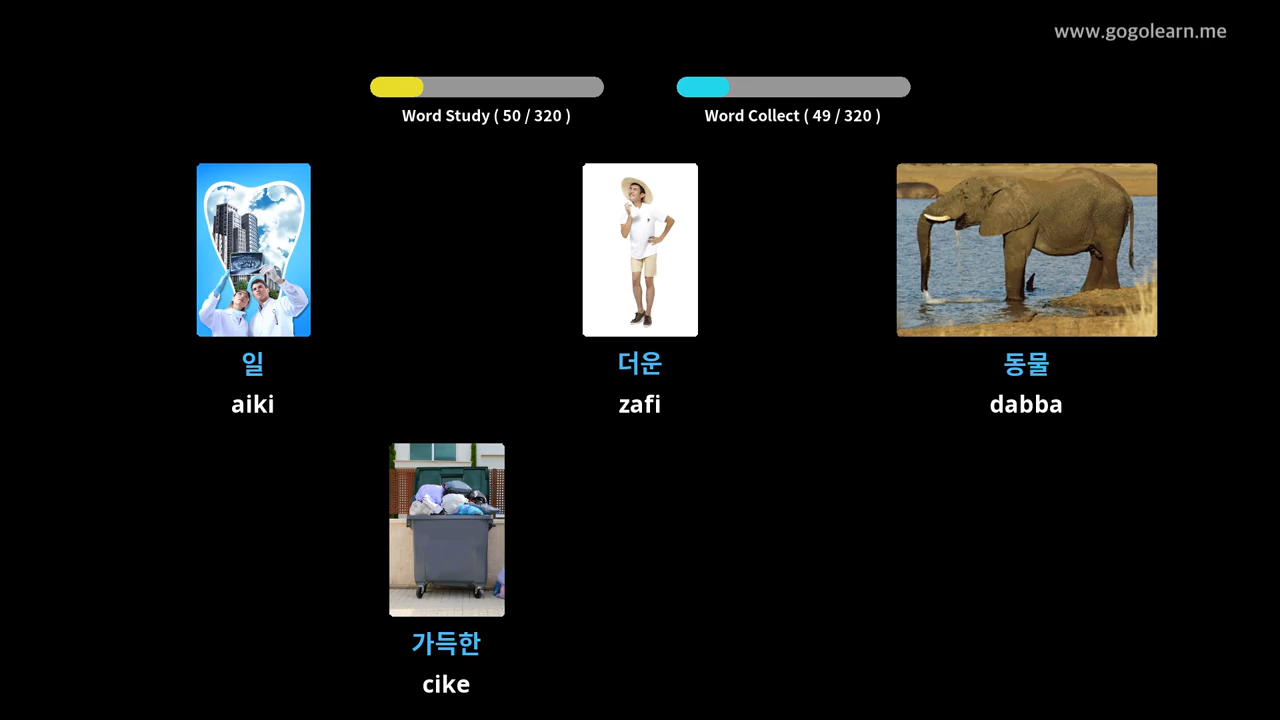 www.gogolearn.me
Word Study ( 50 / 320 )
Word Collect ( 49 / 320 )
일
aiki
더운
zafi
동물
dabba
가득한
cike